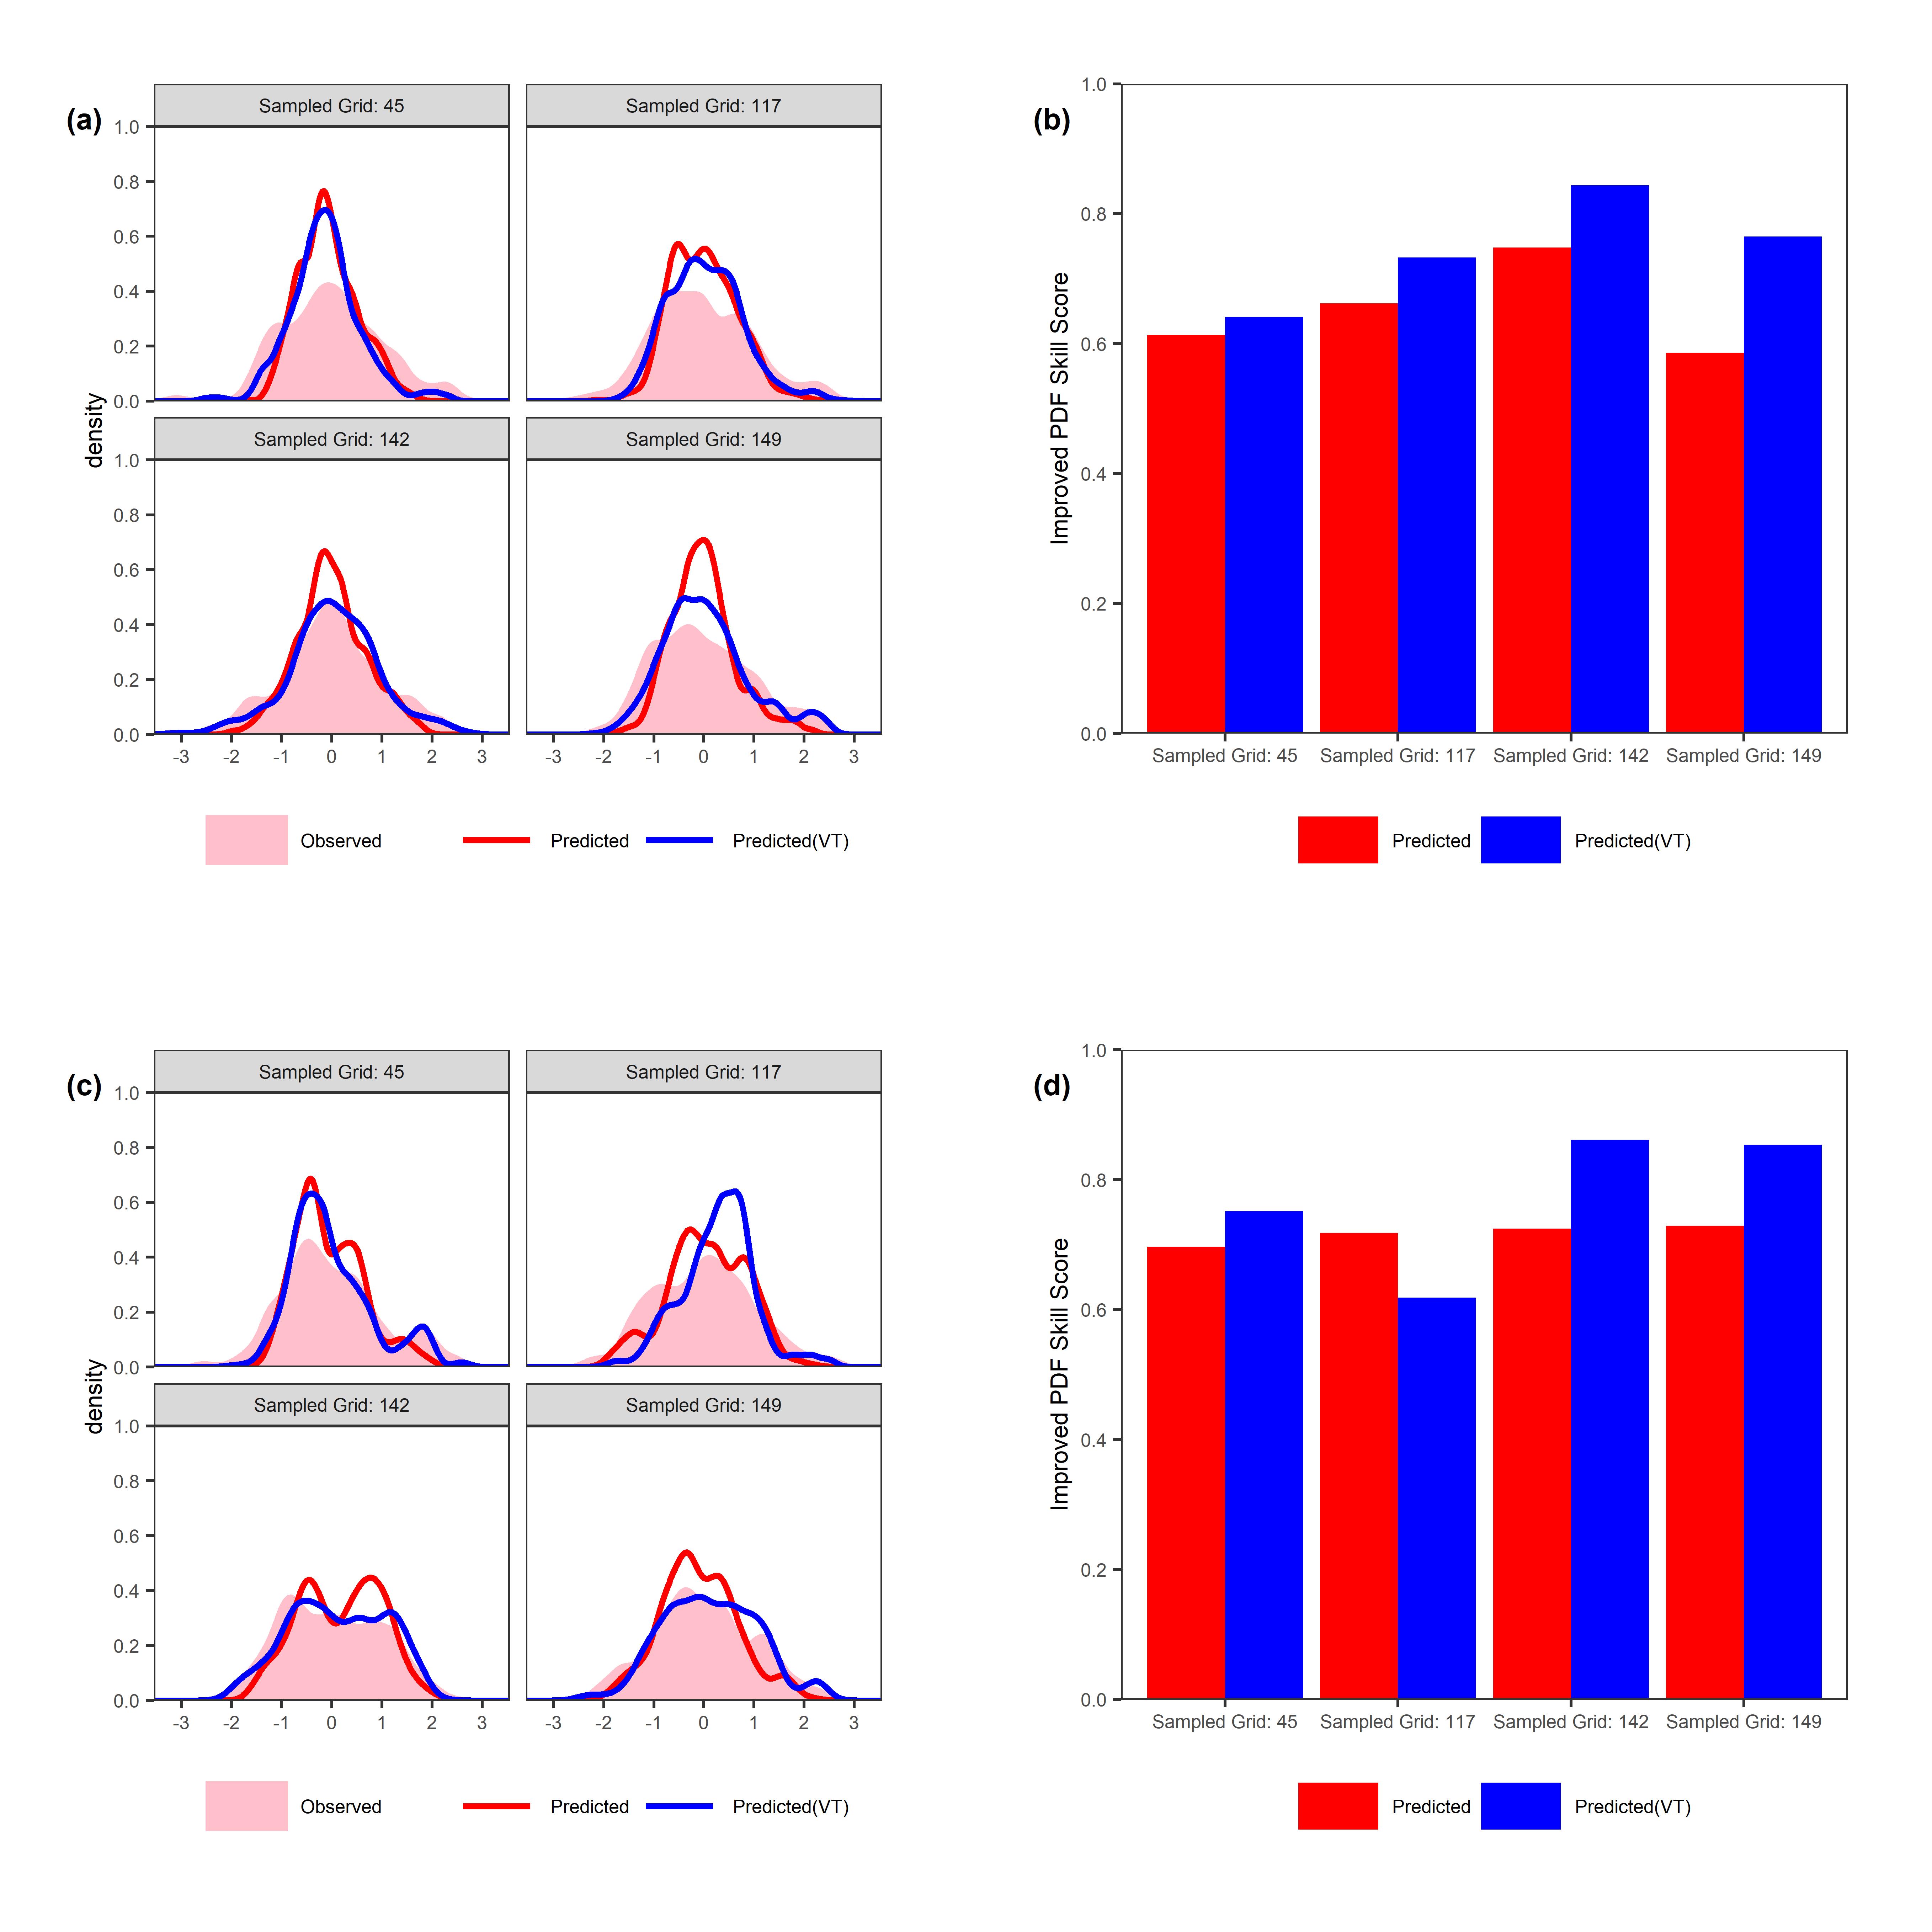 (a)
Sampled Grid: 45
Sampled Grid: 117
1.0
0.8
0.6
0.4
0.2
0.0
density
Sampled Grid: 142
Sampled Grid: 149
1.0
0.8
0.6
0.4
0.2
0.0
-3 -2 -1 0 1 2 3
-3 -2 -1 0 1 2 3
Observed Predicted Predicted(VT)
(b)
1.0
0.8
0.6
0.4
0.2
0.0
Improved PDF Skill Score
Sampled Grid: 45 Sampled Grid: 117 Sampled Grid: 142 Sampled Grid: 149
Predicted Predicted(VT)
(c)
Sampled Grid: 45
Sampled Grid: 117
1.0
0.8
0.6
0.4
0.2
0.0
density
Sampled Grid: 142
Sampled Grid: 149
1.0
0.8
0.6
0.4
0.2
0.0
-3 -2 -1 0 1 2 3
-3 -2 -1 0 1 2 3
Observed Predicted Predicted(VT)
(d)
1.0
0.8
0.6
0.4
0.2
0.0
Improved PDF Skill Score
Sampled Grid: 45 Sampled Grid: 117 Sampled Grid: 142 Sampled Grid: 149
Predicted Predicted(VT)